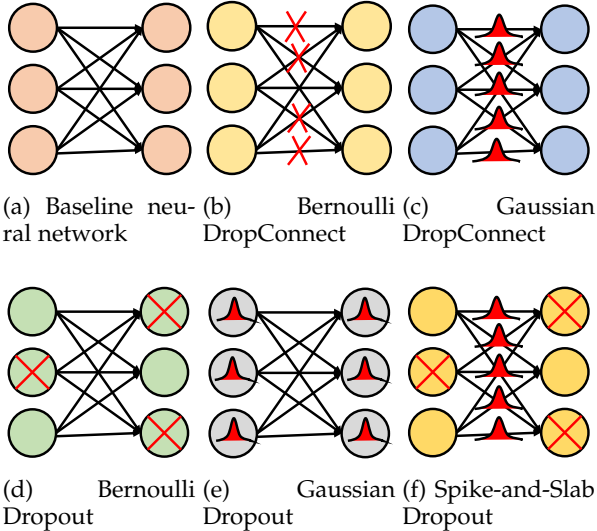 (a) Baseline neu-
ral network
(b) Bernoulli
DropConnect
(c) Gaussian
DropConnect
(d) Bernoulli
Dropout
(e) Gaussian
Dropout
(f) Spike-and-Slab
Dropout